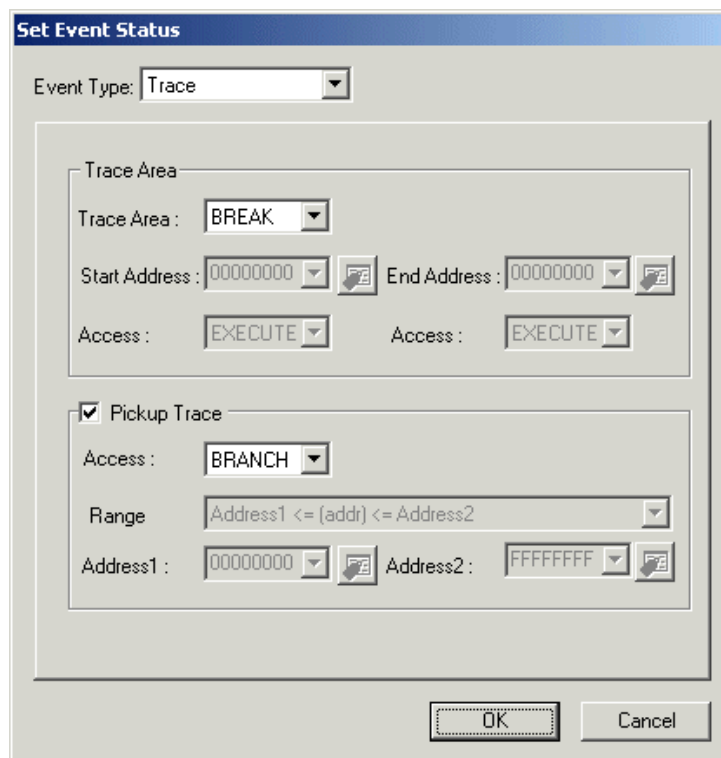 Set Event Status
Event Type: Trace
Trace Area
Trace Area : BREAK
Start Address : 00000000 End Address : 00000000
Access : EXECUTE Access : EXECUTE
Pickup Trace
Access : BRANCH
Range Address1 <= (addr) <= Address2
Address1 : 00000000 Address2 : FFFFFFFF
OK Cancel